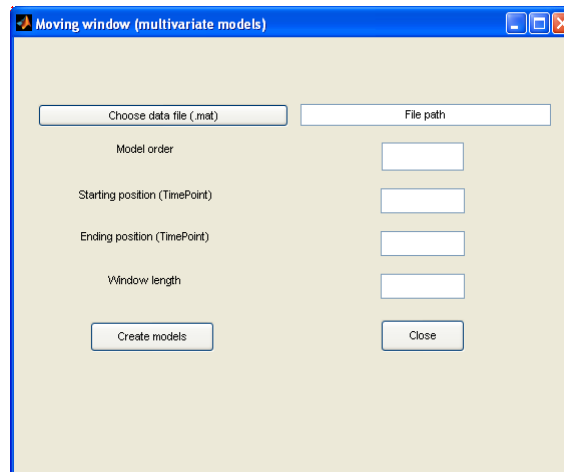 Moving window (multivariate models)
Choose data file (.mat)
File path
Model order
Starting position (TimePoint)
Ending position (TimePoint)
Window length
Create models
Close